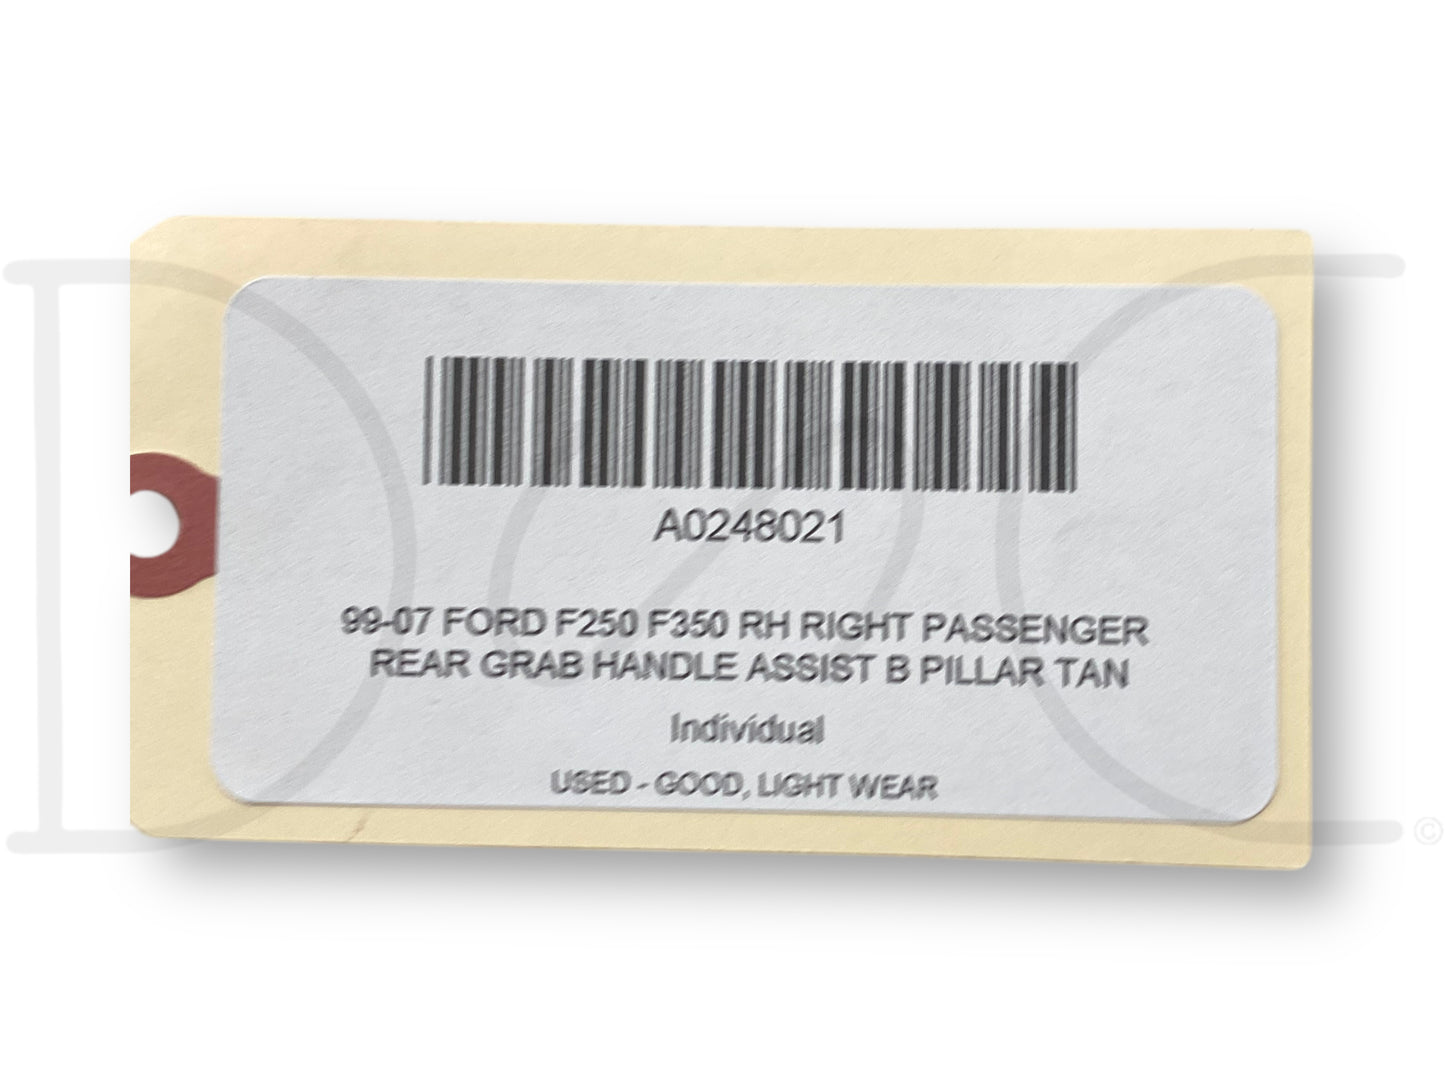 A0248021
99-07 FORD F250 F350 RH RIGHT PASSENGER
REAR GRAB HANDLE ASSIST B PILLAR TAN
Individual
USED - GOOD, LIGHT WEAR
©